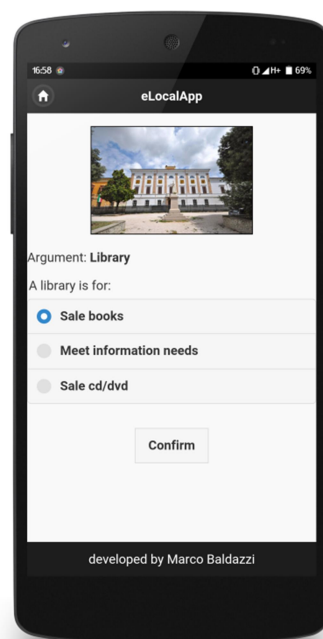 16:58 H+ 69%
eLocalApp
Argument: Library
A library is for:
Sale books
Meet information needs
Sale cd/dvd
Confirm
developed by Marco Baldazzi